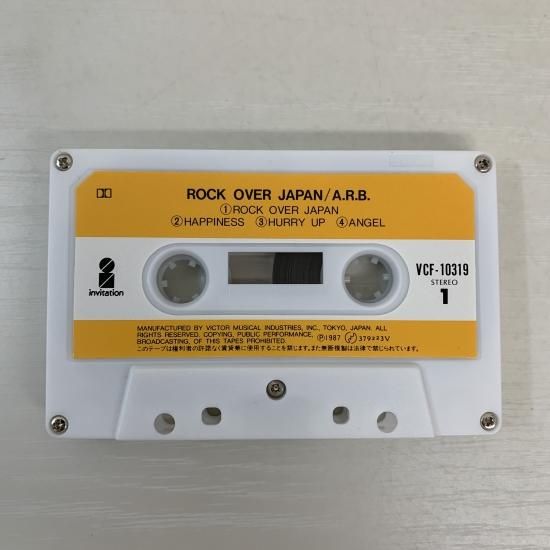 ROCK OVER JAPAN/A.R.B.
①ROCK OVER JAPAN
②HAPPINESS ③HURRY UP ④ANGEL
invitation
VCF-10319
STEREO
1
MANUFACTURED BY VICTOR MUSICAL INDUSTRIES, INC., TOKYO, JAPAN. ALL
RIGHTS RESERVED. COPYING, PUBLIC PERFORMANCE,
BROADCASTING, OF THIS TAPES PROHIBITED.
Ⓟ1987
このテープは権利者の許諾なく賃貸業に使用することを禁じます。また無断複製は法律で禁じられています。